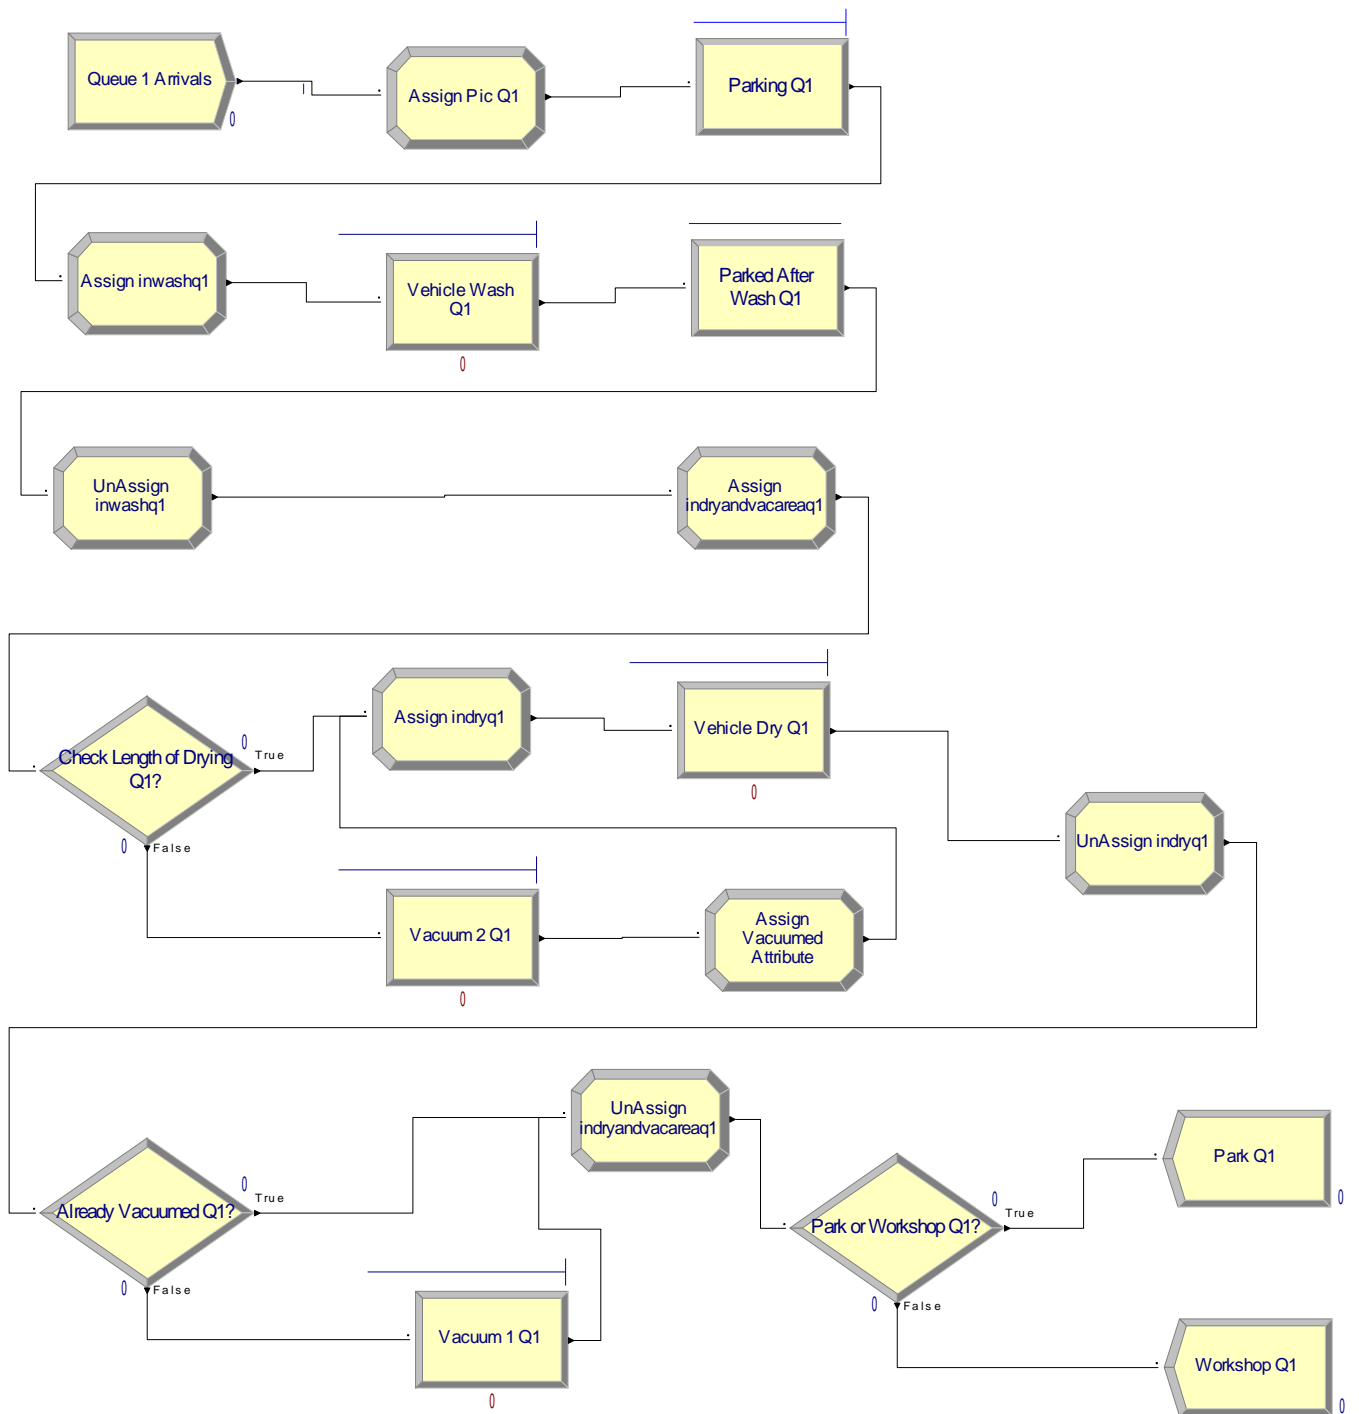 Queue 1 Arrivals
0
Assign Pic Q1
Parking Q1
Assign inwashq1
Vehicle Wash
Q1
0
Parked After
Wash Q1
UnAssign
inwashq1
Assign
indryandvacareaq1
Check Length of Drying
Q1?
0
True
0
False
Assign indryq1
Vehicle Dry Q1
0
UnAssign indryq1
Vacuum 2 Q1
0
Assign
Vacuumed
Attribute
Already Vacuumed Q1?
0
True
0
False
Vacuum 1 Q1
0
UnAssign
indryandvacareaq1
Park or Workshop Q1?
0
True
0
False
Park Q1
0
Workshop Q1
0